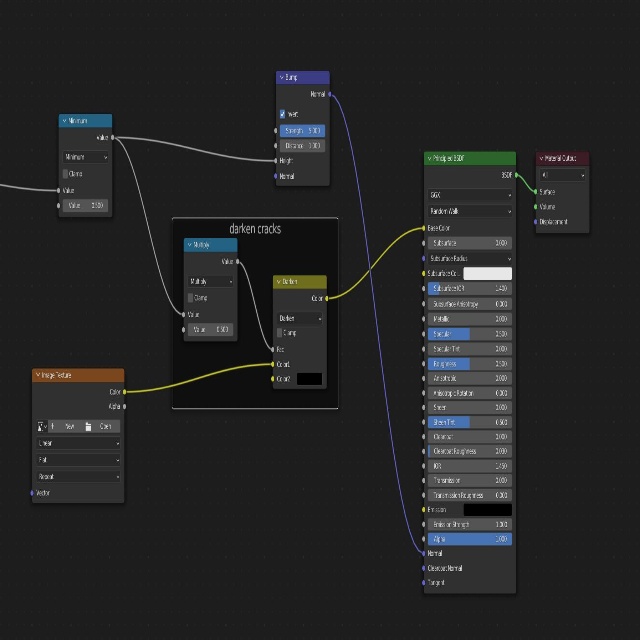 Bump
Normal
Invert
Strength 5.000
Distance
Height
Normal
Minimum
Value
Minimum
Clamp
Value
Value
darken cracks
Multiply
Value
Multiply
Clamp
Value
Value 0.500
Darken
Color
Darken
Clamp
Fac
Color1
Color2
Image Texture
Color
Alpha
New Open
Linear
Flat
Repeat
Vector
Principled BSDF
BSDF
GGX
Random Walk
Base Color
Subsurface 0.000
Subsurface Radius
Subsurface Co..
Subsurface IOR 1.400
Subsurface Anisotropy 0.000
Metallic 0.000
Specular 0.500
Specular Tint 0.000
Roughness 0.500
Anisotropic 0.000
Anisotropic Rotation 0.000
Sheen 0.000
Sheen Tint 0.500
Clearcoat 0.000
Clearcoat Roughness 0.030
IOR 1.450
Transmission 0.000
Transmission Roughness 0.000
Emission
Emission Strength 1.000
Alpha 1.000
Normal
Clearcoat Normal
Tangent
Material Output
All
Surface
Volume
Displacement